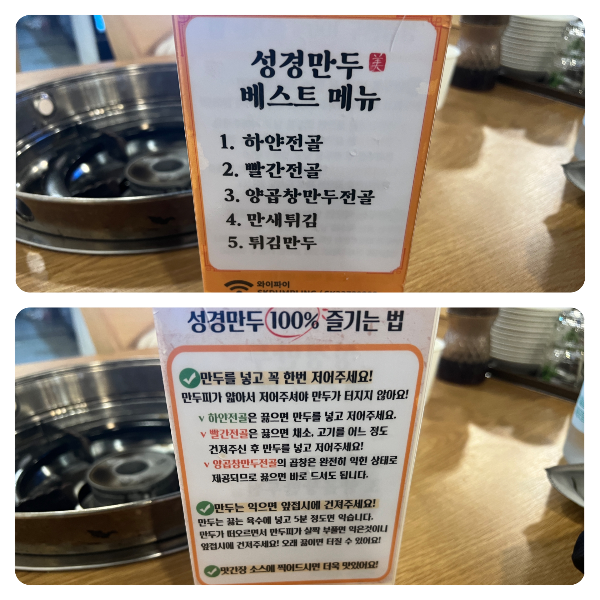 성경만두 美
베스트 메뉴
1. 하얀전골
2. 빨간전골
3. 양곱창만두전골
4. 만새튀김
5. 튀김만두
와이파이
성경만두 100% 즐기는 법
만두를 넣고 꼭 한번 저어주세요!
만두피가 얇아서 저어주셔야 만두가 터지지 않아요!
v 하얀전골은 끓으면 만두를 넣고 저어주세요.
v 빨간전골은 끓으면 채소, 고기를 어느 정도
건져주신 후 만두를 넣고 저어주세요!
v 양곱창만두전골의 곱창은 완전히 익힌 상태로
제공되므로 끓으면 바로 드셔도 됩니다.
만두는 익으면 앞접시에 건져주세요!
만두는 끓는 육수에 넣고 5분 정도면 익습니다.
만두가 떠오르면서 만두피가 살짝 부풀면 익은것이니
앞접시에 건져주세요! 오래 끓이면 터질 수 있어요!
맛간장 소스에 찍어드시면 더욱 맛있어요!